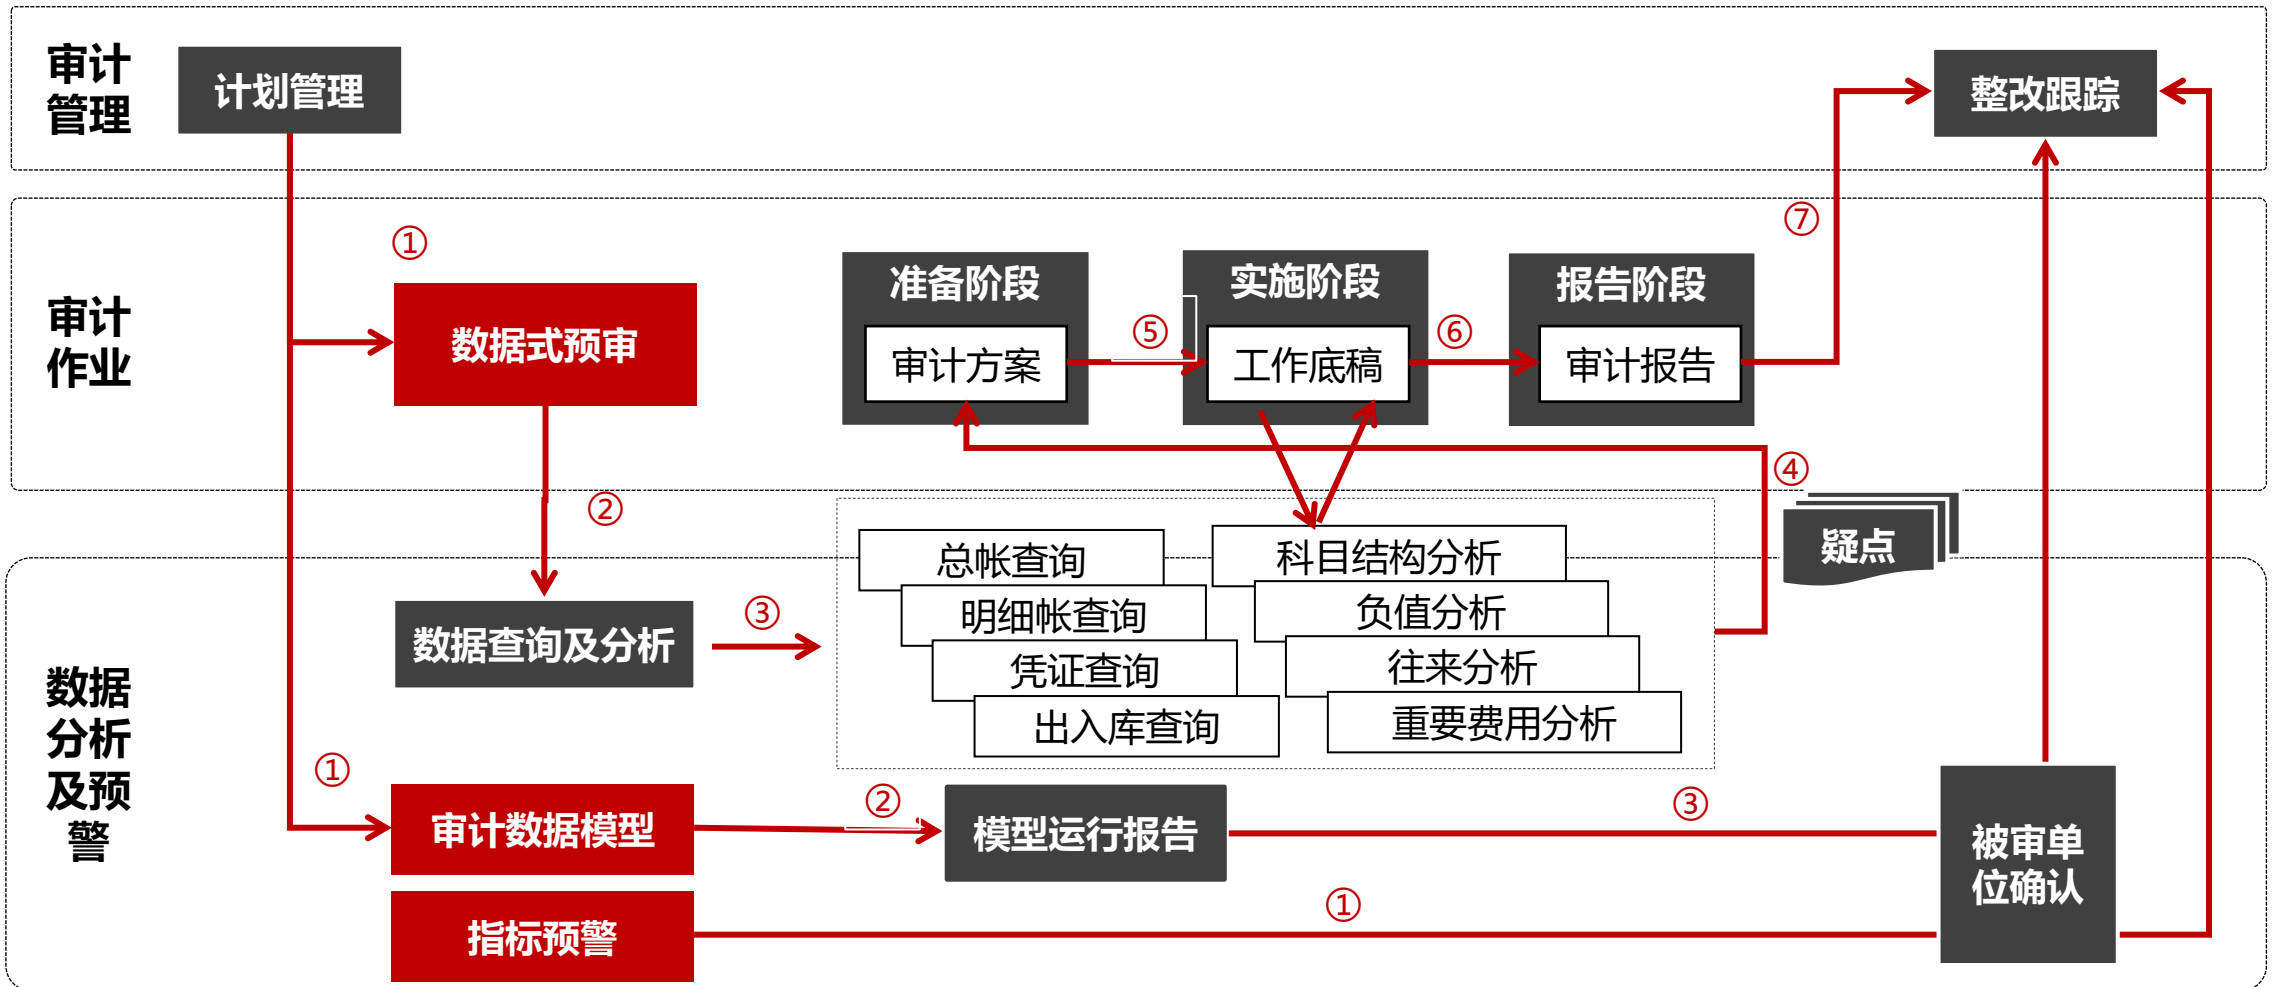 审计
管理
计划管理
整改跟踪
审计
作业
①
数据式预审
准备阶段
审计方案
⑤
实施阶段
工作底稿
⑥
报告阶段
审计报告
⑦
②
④
疑点
数据
分析
及预
警
数据查询及分析
③
总帐查询
明细帐查询
凭证查询
出入库查询
科目结构分析
负值分析
往来分析
重要费用分析
①
审计数据模型
②
模型运行报告
③
指标预警
①
被审单
位确认